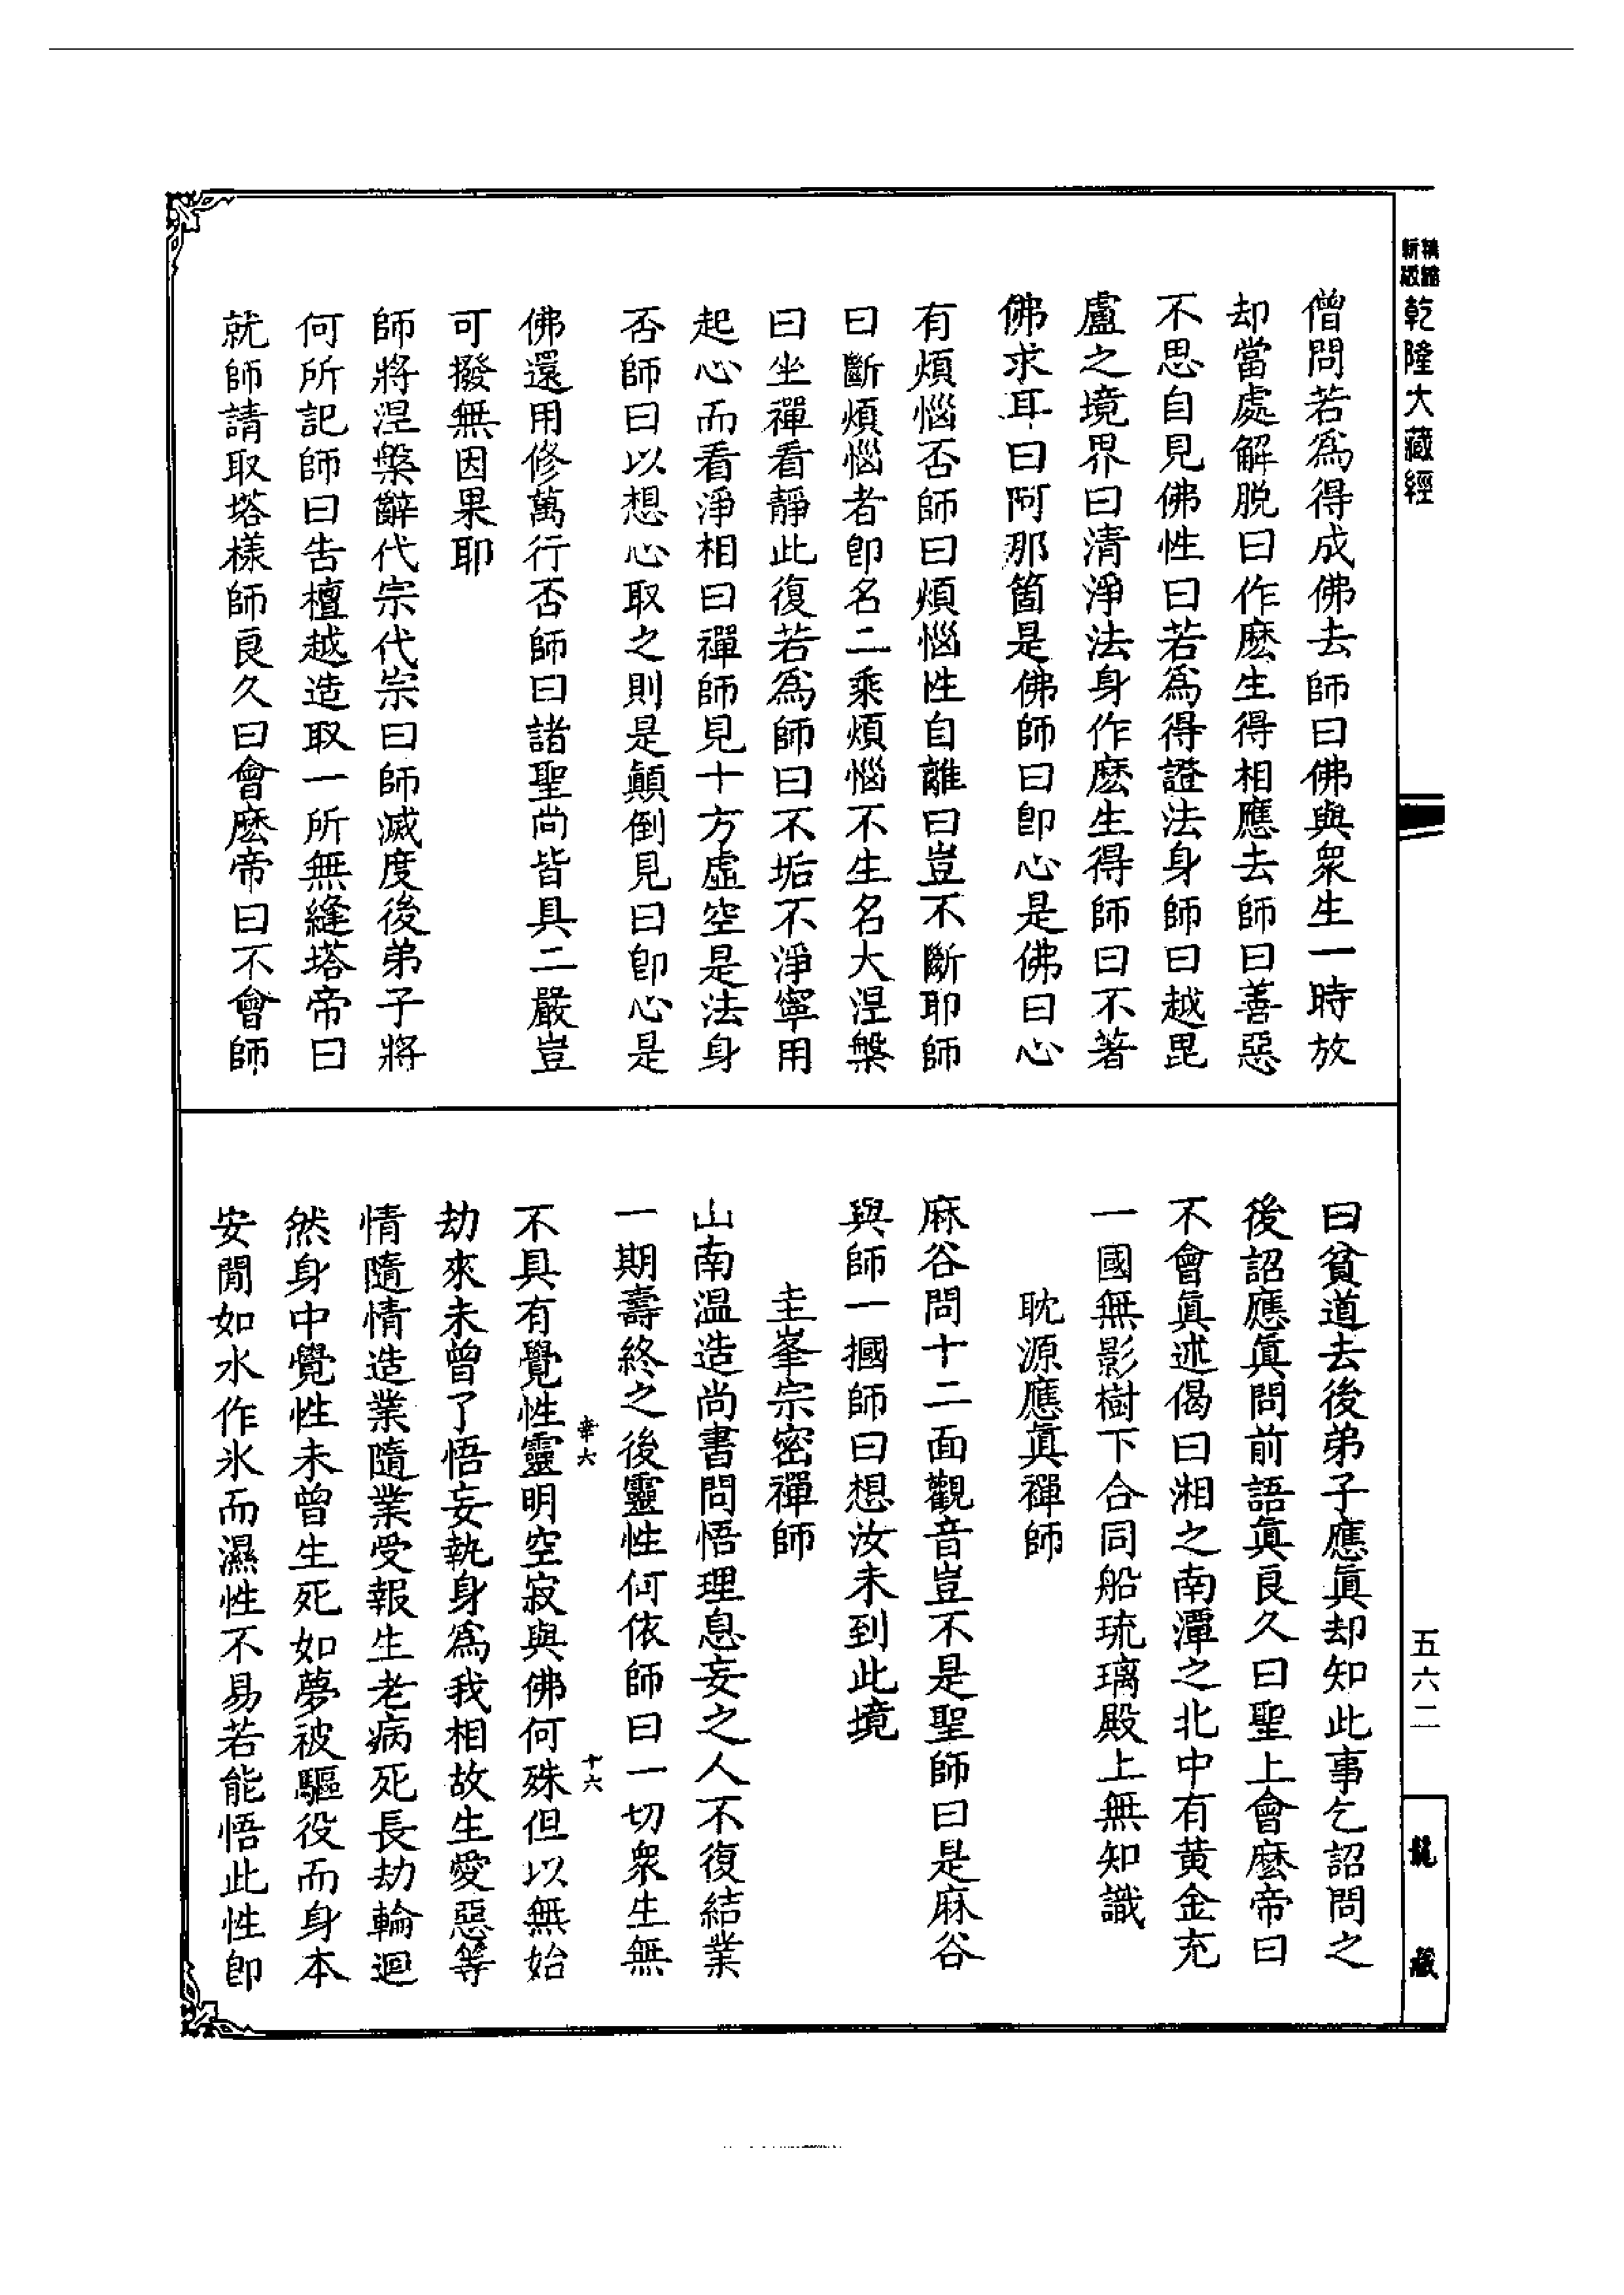 精縮新版乾隆大藏經
僧問若爲得成佛去師曰佛與衆生一時放
却當處解脫曰作麽生得相應去師曰善惡
不思自見佛性曰若爲得證法身師曰越毘
盧之境界曰清淨法身作麽生得師曰不著
佛求耳曰阿那箇是佛師曰卽心是佛曰心
有煩惱否師曰煩惱性自離曰豈不斷耶師
曰斷煩惱者卽名二乘煩惱不生名大涅槃
曰坐禪看靜此復若爲師曰不垢不淨寧用
起心而看淨相曰禪師見十方虛空是法身
否師曰以想心取之則是顚倒見曰卽心是
佛還用修萬行否師曰諸聖尚皆具二嚴豈
可撥無因果耶
師將涅槃辭代宗代宗曰師滅度後弟子將
何所記師曰吿檀越造取一所無縫塔帝曰
就師請取塔樣師良久曰會麽帝曰不會師
曰貧道去後弟子應眞却知此事乞詔問之
後詔應眞問前語眞良久曰聖上會麽帝曰
不會眞述偈曰湘之南潭之北中有黃金充
一國無影樹下合同船琉璃殿上無知識
耽源應眞禪師
麻谷問十二面觀音豈不是聖師曰是麻谷
與師一摑師曰想汝未到此境
圭峯宗密禪師
山南溫造尚書問悟理息妄之人不復結業
一期壽終之後靈性何依師曰一切衆生無
不具有覺性靈明空寂與佛何殊但以無始
劫來未曾了悟妄執身爲我相故生愛惡等
情隨情造業隨業受報生老病死長劫輪迴
然身中覺性未曾生死如夢被驅役而身本
安閒如水作氷而濕性不易若能悟此性卽
十六
五六二
龍藏